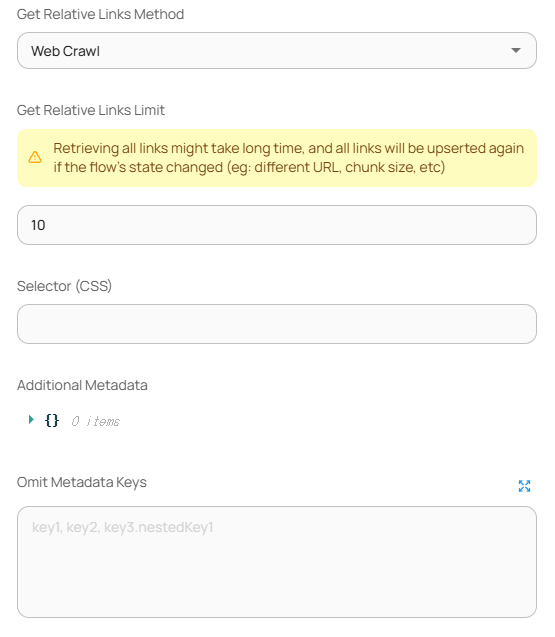 Get Relative Links Method
Web Crawl
Get Relative Links Limit
Retrieving all links might take long time, and all links will be upserted again
if the flow's state changed (eg: different URL, chunk size, etc)
10
Selector (CSS)
Additional Metadata
{} 0 items
Omit Metadata Keys
key1, key2, key3.nestedKey1